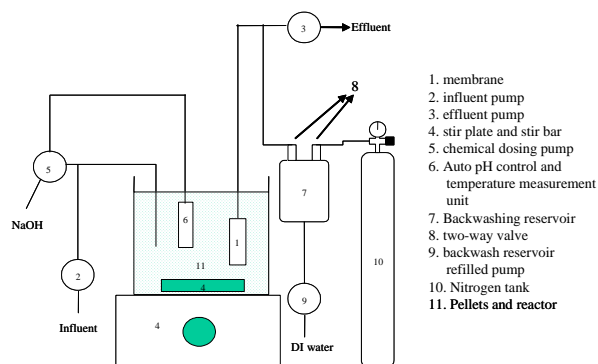 3
Effluent
8
5
7
6
1
NaOH
10
11
4
2
9
4
Influent
DI water
1. membrane
2. influent pump
3. effluent pump
4. stir plate and stir bar
5. chemical dosing pump
6. Auto pH control and
temperature measurement
unit
7. Backwashing reservoir
8. two-way valve
9. backwash reservoir
refilled pump
10. Nitrogen tank
11. Pellets and reactor